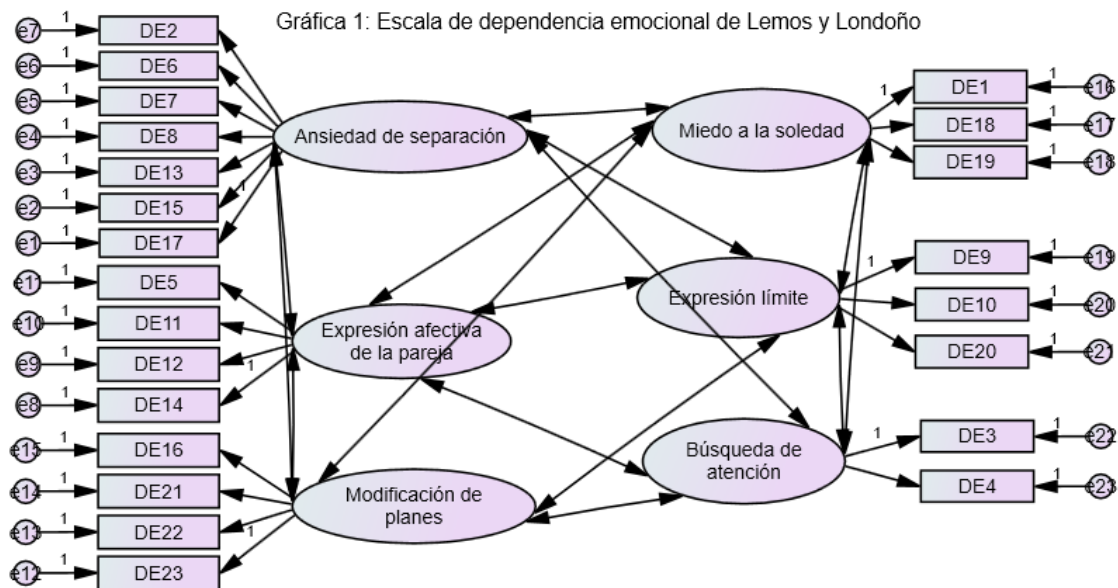 Gráfica 1: Escala de dependencia emocional de Lemos y Londoño
e7 1 DE2
e6 1 DE6
e5 1 DE7
e4 1 DE8
e3 1 DE13
e2 1 DE15
e1 1 DE17
1
Ansiedad de separación
e11 1 DE5
e10 1 DE11
e9 1 DE12
e8 1 DE14
1
Expresión afectiva
de la pareja
e15 1 DE16
e14 1 DE21
e13 1 DE22
e12 1 DE23
1
Modificación de
planes
Miedo a la soledad
1
DE1 1 e16
DE18 1 e17
DE19 1 e18
Expresión límite
1
DE9 1 e19
DE10 1 e20
DE20 1 e21
Búsqueda de
atención
1
DE3 1 e22
DE4 1 e23